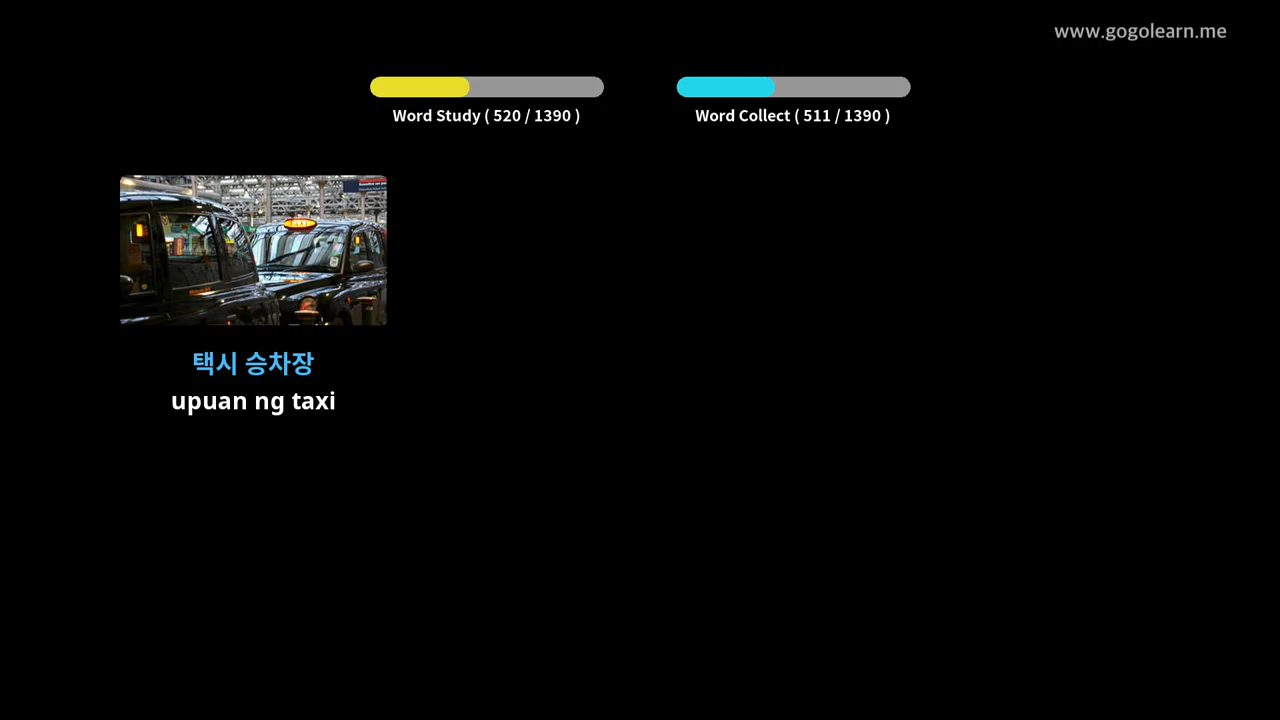 www.gogolearn.me
Word Study ( 520 / 1390 )
Word Collect ( 511 / 1390 )
TAXI
택시 승차장
upuan ng taxi